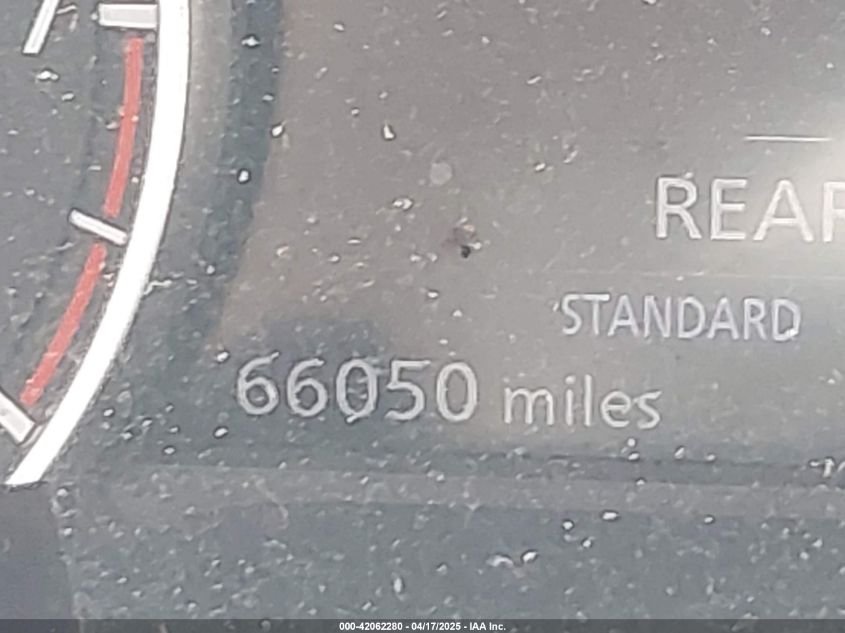 REAR
STANDARD
66050 miles
000-42062280 - 04/17/2025 - IAA Inc.